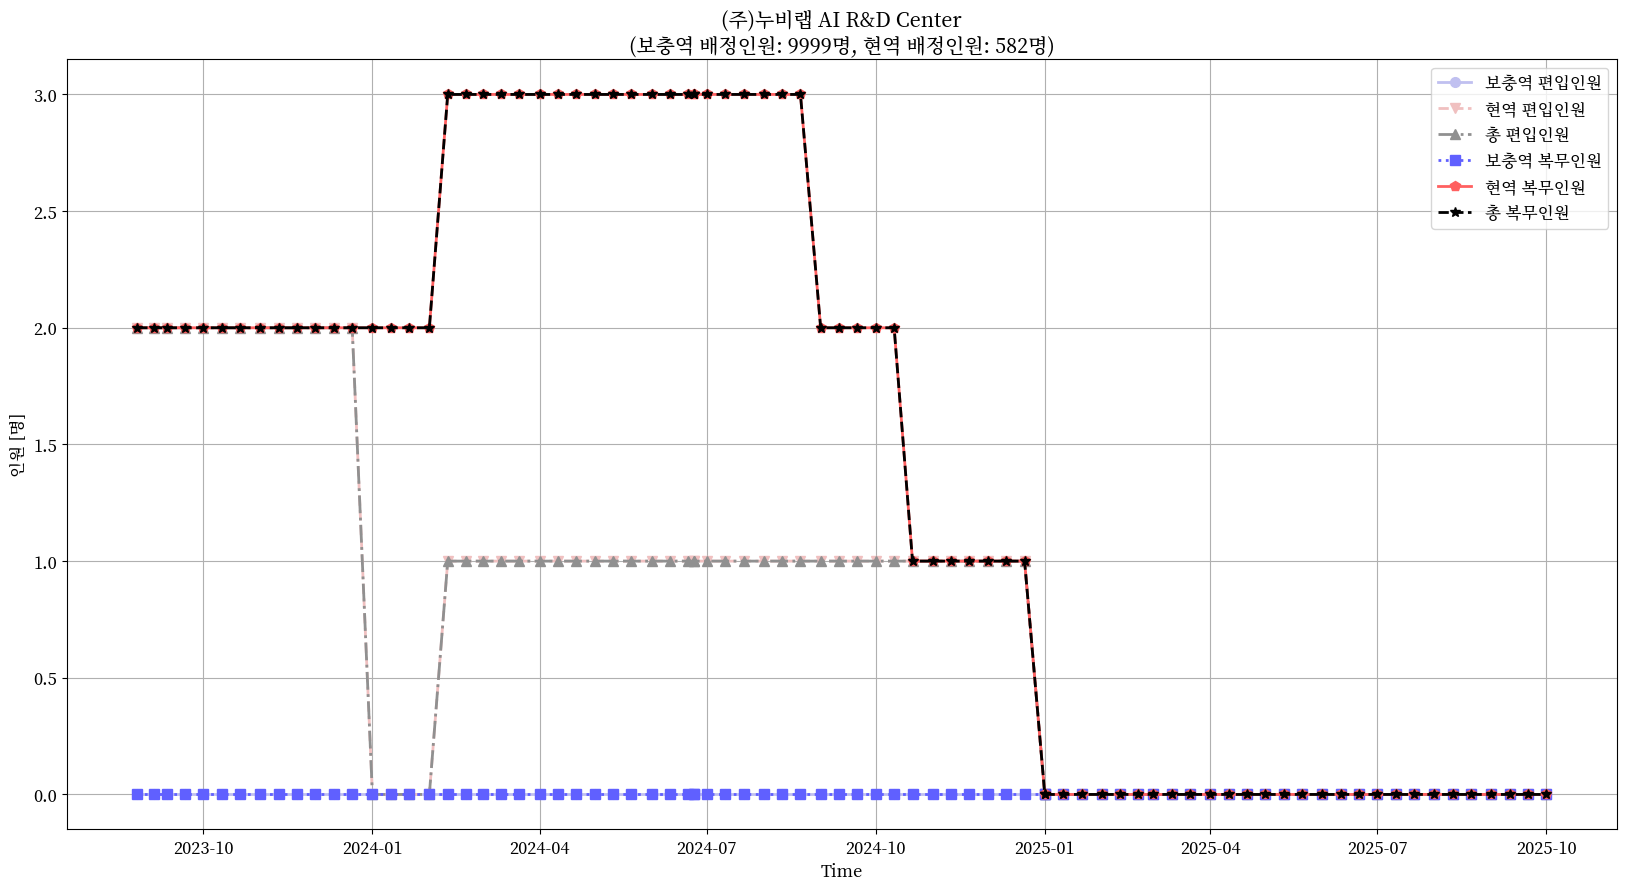 (주)누비랩 AI R&D Center
(보충역 배정인원: 9999명, 현역 배정인원: 582명)
보충역 편입인원
현역 편입인원
총 편입인원
보충역 복무인원
현역 복무인원
총 복무인원
인원 [명]
3.0
2.5
2.0
1.5
1.0
0.5
0.0
2023-10
2024-01
2024-04
2024-07
2024-10
2025-01
2025-04
2025-07
2025-10
Time